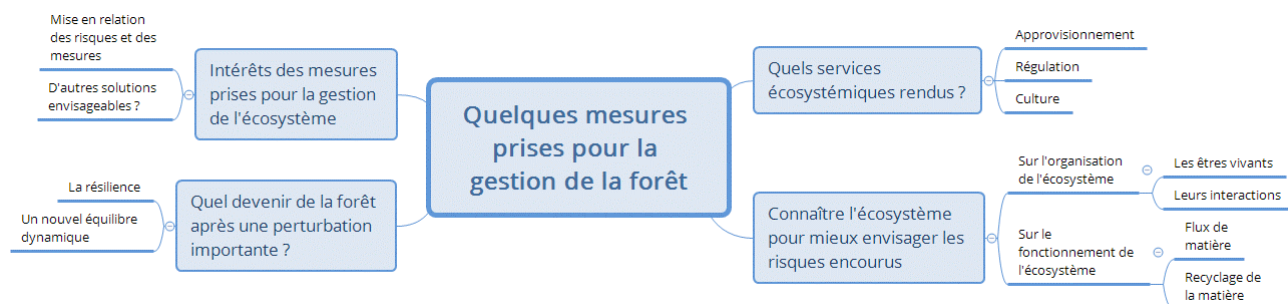 Quelques mesures
prises pour la
gestion de la forêt
Quels services
écosystémiques rendus ?
Approvisionnement
Régulation
Culture
Connaître l'écosystème
pour mieux envisager les
risques encourus
Sur l'organisation
de l'écosystème
Les êtres vivants
Leurs interactions
Sur le
fonctionnement de
l'écosystème
Flux de
matière
Recyclage de
la matière
Intérêts des mesures
prises pour la gestion
de l'écosystème
Mise en relation
des risques et des
mesures
D'autres solutions
envisageables ?
Quel devenir de la forêt
après une perturbation
importante ?
La résilience
Un nouvel équilibre
dynamique